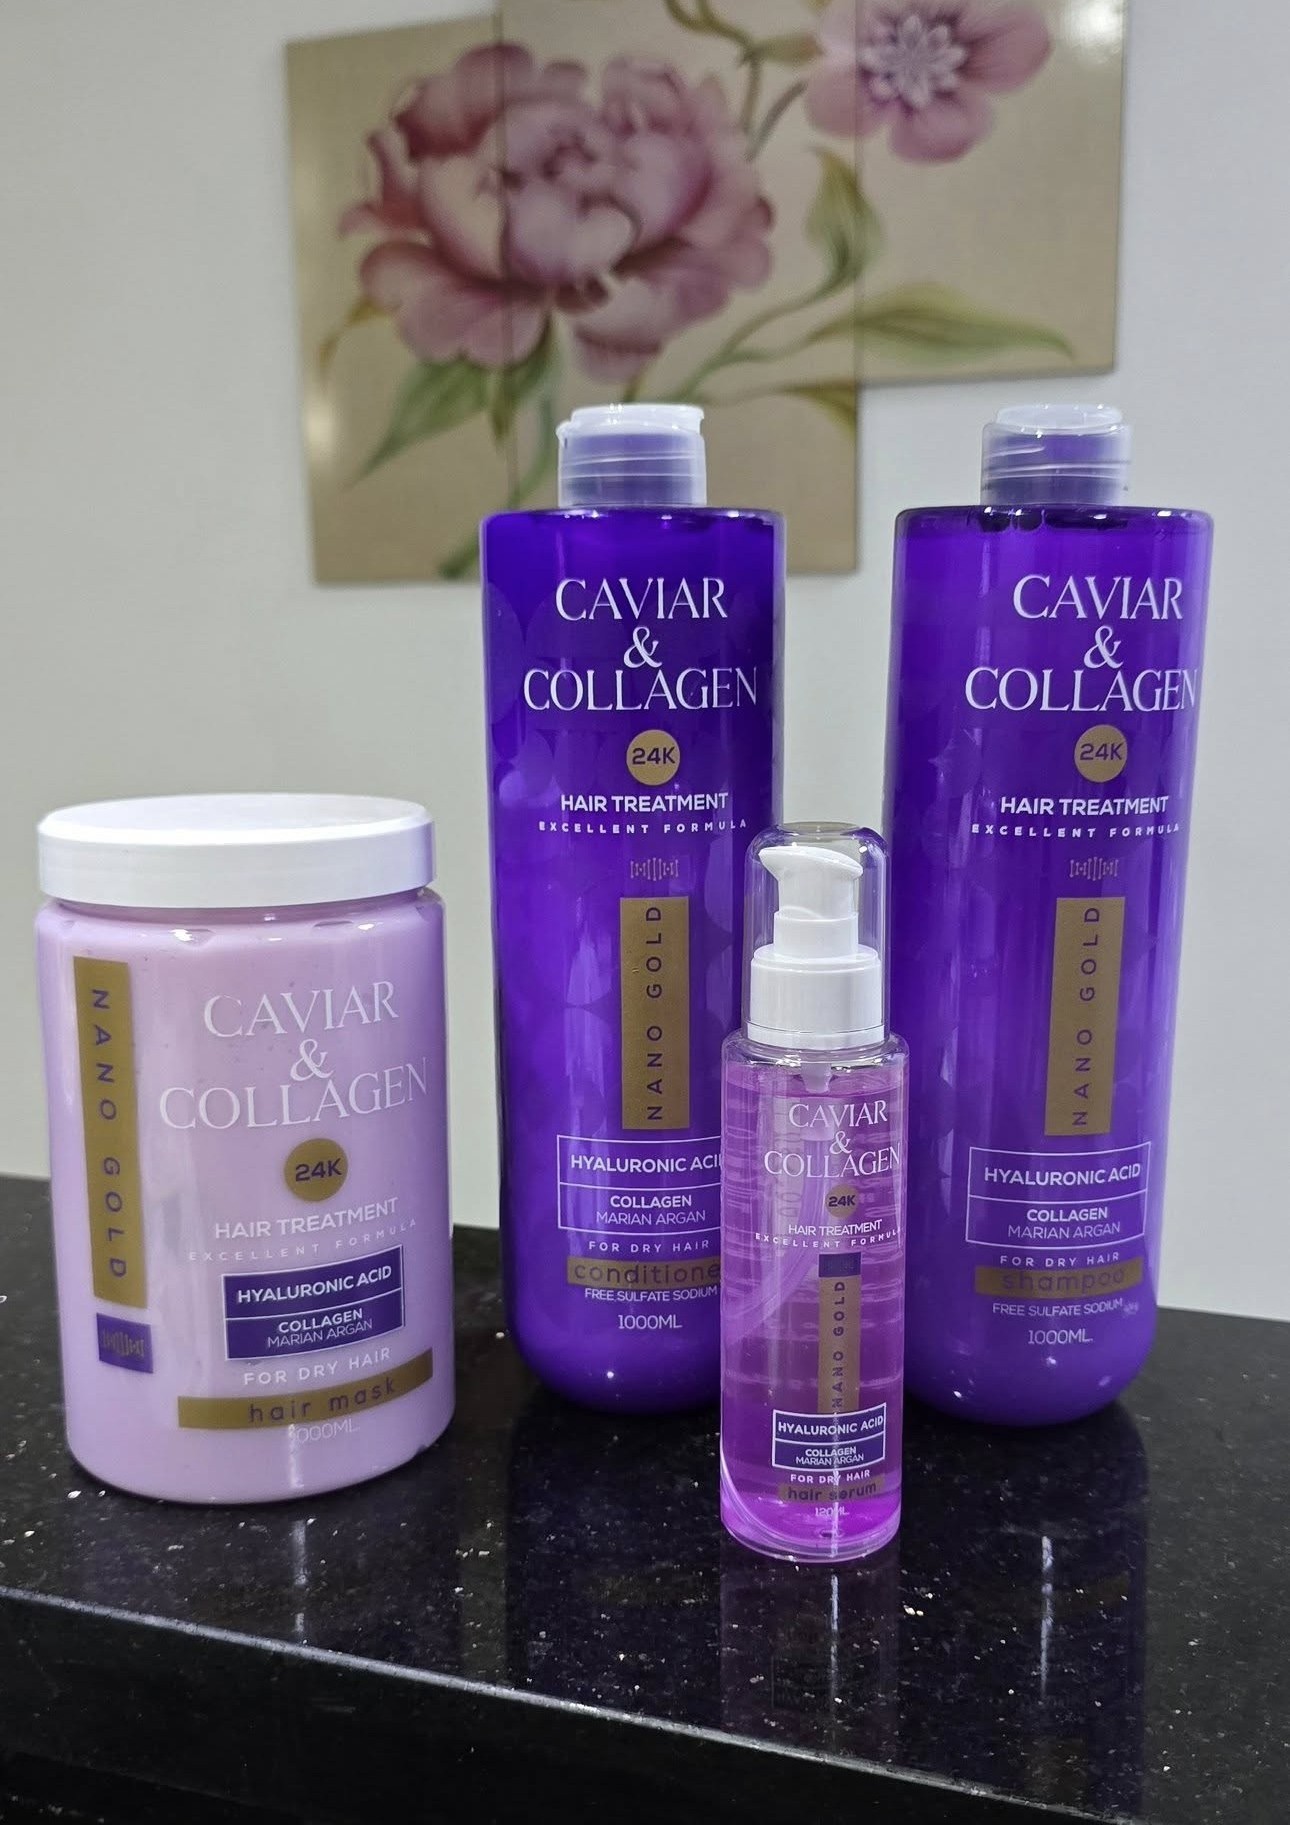 NANO GOLD
CAVIAR
&
COLLAGEN
24K
HAIR TREATMENT
EXCELLENT FORMULA
HYALURONIC ACID
COLLAGEN
MARIAN ARGAN
FOR DRY HAIR
hair mask
1000ML.
CAVIAR
&
COLLAGEN
24K
HAIR TREATMENT
EXCELLENT FORMULA
NANO GOLD
HYALURONIC ACI
COLLAGEN
MARIAN ARGAN
FOR DRY HAIR
conditione
FREE SULFATE SODIUM
1000ML
CAVIAR
&
COLLAGEN
24K
HAIR TREATMENT
EXCELLENT FORMULA
NANO GOLD
HYALURONIC ACID
COLLAGEN
MARIAN ARGAN
FOR DRY HAIR
hair serum
120ML
CAVIAR
&
COLLAGEN
24K
HAIR TREATMENT
EXCELLENT FORMULA
NANO GOLD
HYALURONIC ACID
COLLAGEN
MARIAN ARGAN
FOR DRY HAIR
shampoo
FREE SULFATE SODIUM
1000ML.